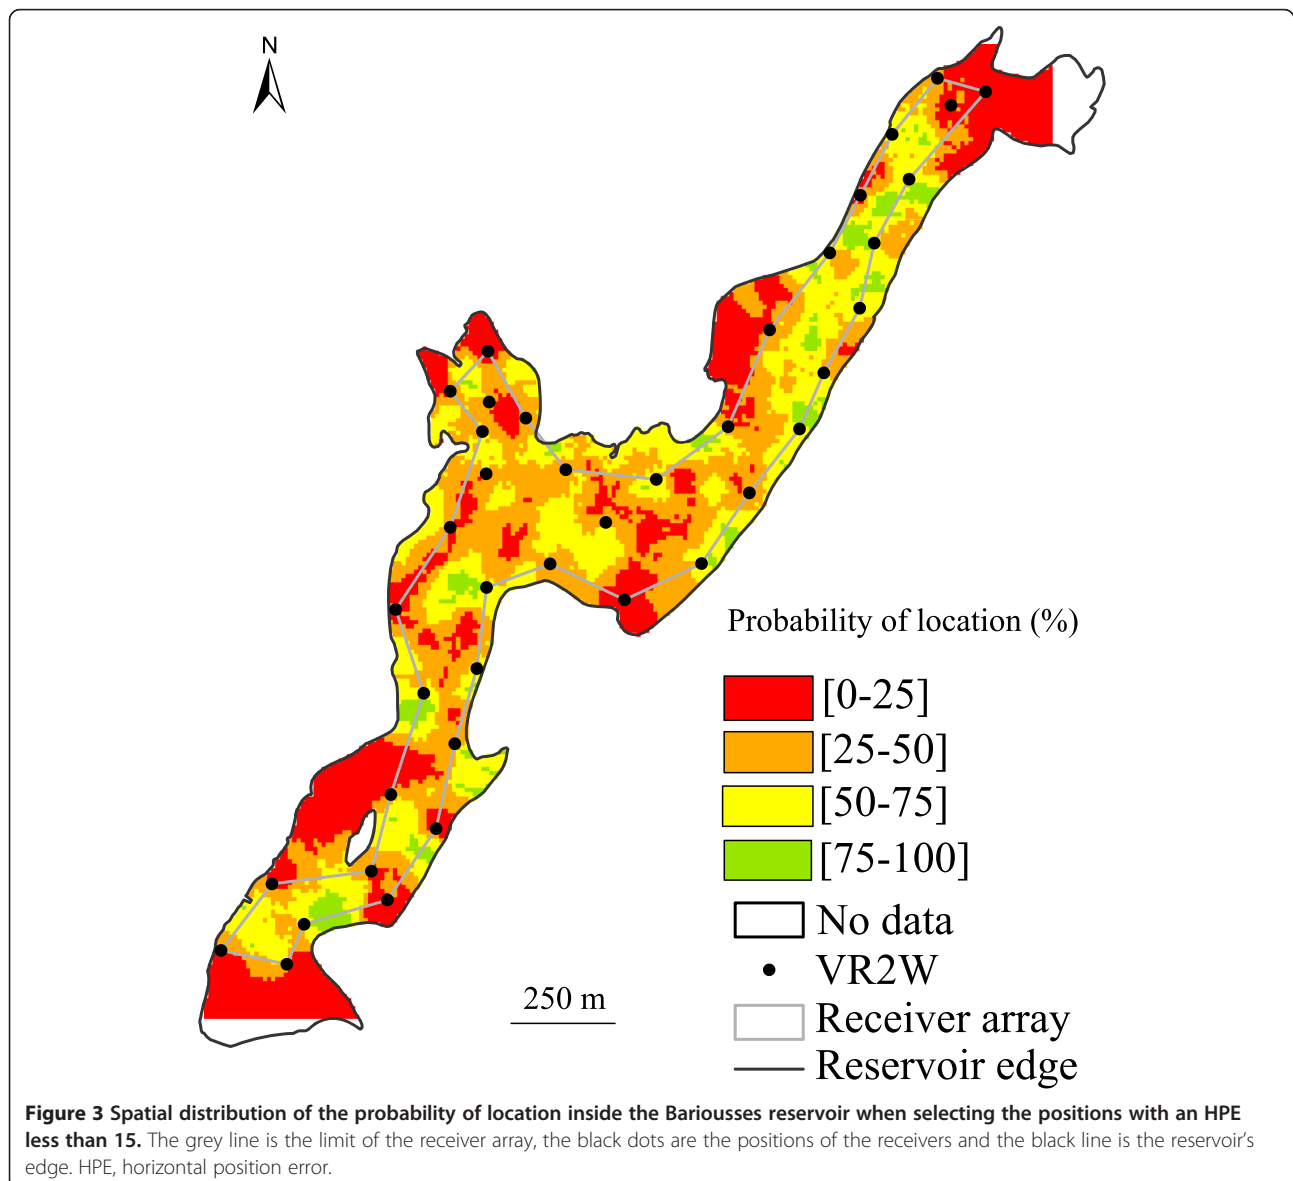 N
Probability of location (%)
[0-25]
[25-50]
[50-75]
[75-100]
No data
VR2W
Receiver array
Reservoir edge
250 m
Figure 3 Spatial distribution of the probability of location inside the Bariousses reservoir when selecting the positions with an HPE
less than 15. The grey line is the limit of the receiver array, the black dots are the positions of the receivers and the black line is the reservoir's
edge. HPE, horizontal position error.